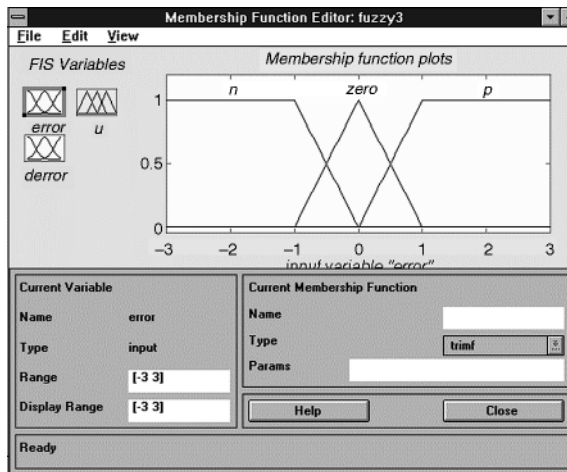 Membership Function Editor: fuzzy3
File Edit View
FIS Variables
error
u
derror
Membership function plots
n zero p
1
0.5
0
−3 −2 −1 0 1 2 3
input variable "error"
Current Variable
Name error
Type input
Range [-3 3]
Display Range [-3 3]
Current Membership Function
Name
Type trimf
Params
Help Close
Ready